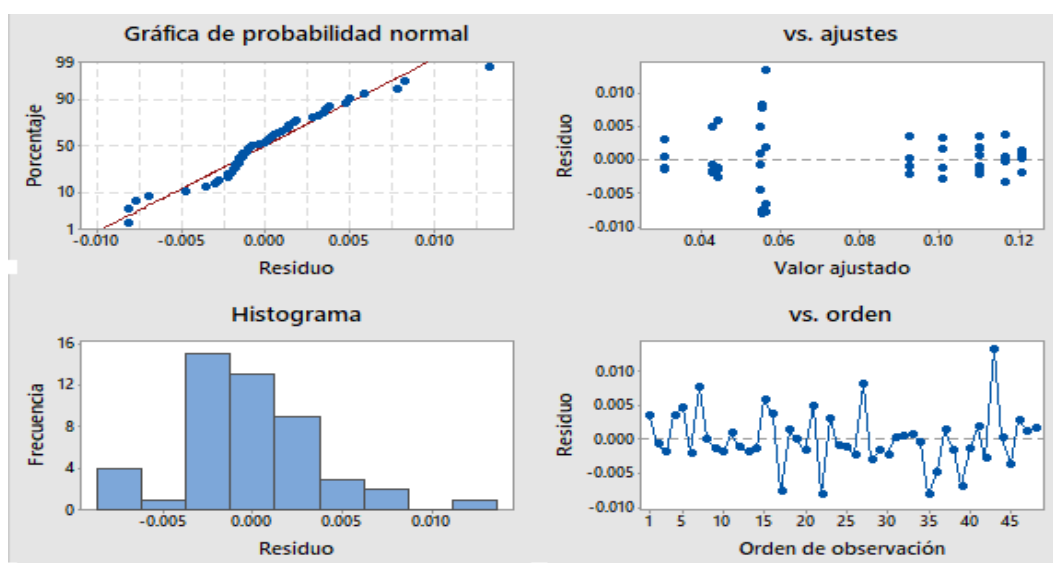 Gráfica de probabilidad normal
99
90
50
10
1
Porcentaje
-0.010 -0.005 0.000 0.005 0.010
Residuo
vs. ajustes
0.010
0.005
0.000
-0.005
-0.010
Residuo
0.04 0.06 0.08 0.10 0.12
Valor ajustado
Histograma
16
12
8
4
0
Frecuencia
-0.005 0.000 0.005 0.010
Residuo
vs. orden
0.010
0.005
0.000
-0.005
-0.010
Residuo
1 5 10 15 20 25 30 35 40 45
Orden de observación